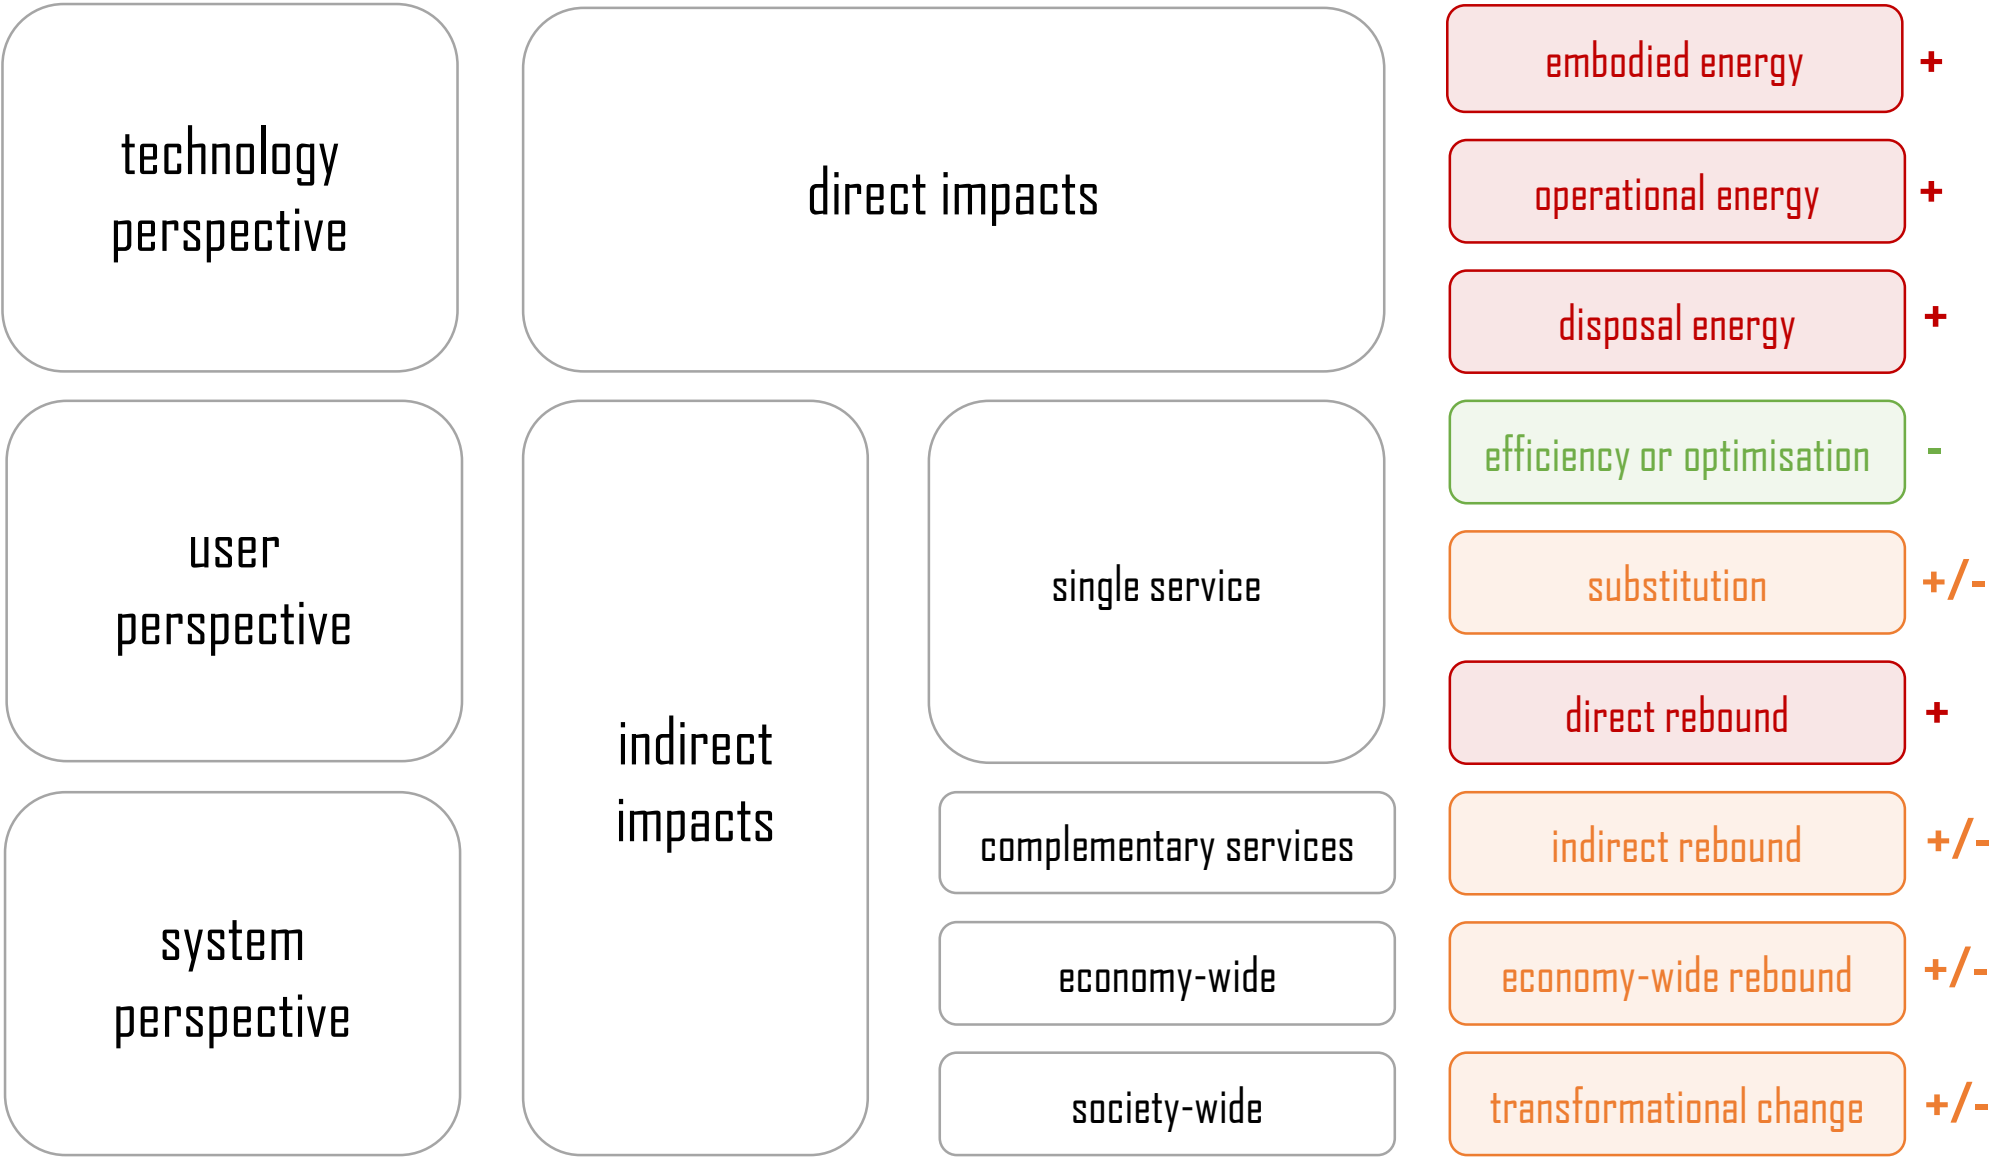 technology
perspective
direct impacts
embodied energy +
operational energy +
disposal energy +
user
perspective
indirect
impacts
single service
efficiency or optimisation -
substitution +/-
direct rebound +
system
perspective
complementary services
indirect rebound +/-
economy-wide
economy-wide rebound +/-
society-wide
transformational change +/-